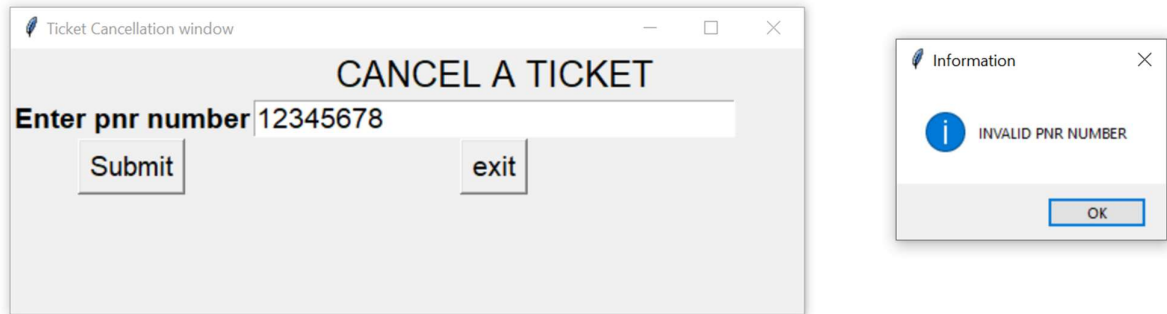 Ticket Cancellation window
CANCEL A TICKET
Enter pnr number 12345678
Submit exit
Information
INVALID PNR NUMBER
OK